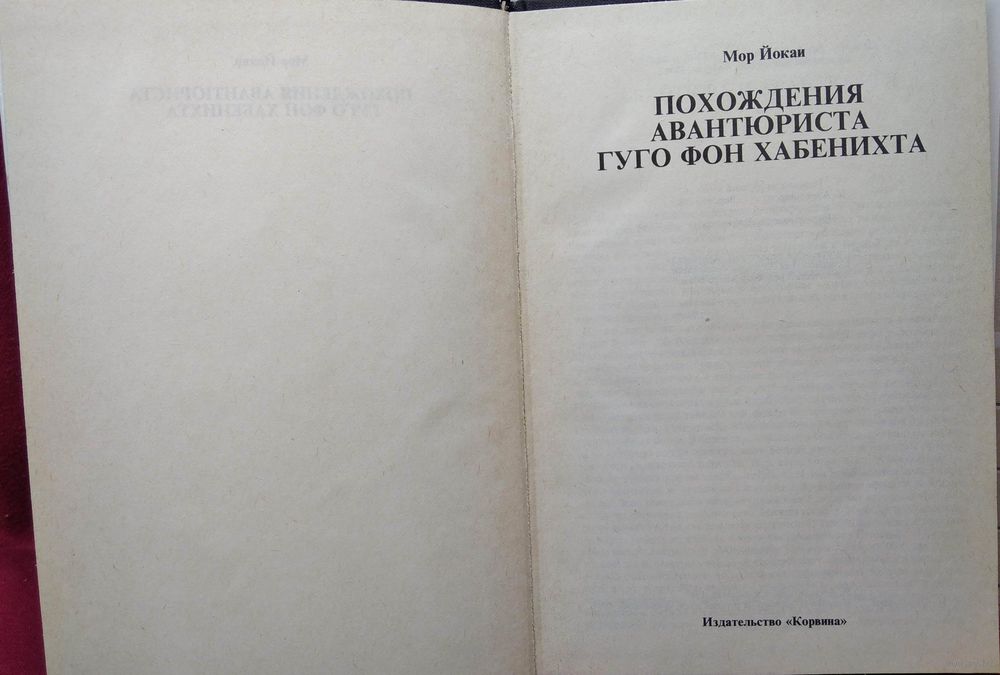 Мор Йокаи
ПОХОЖДЕНИЯ
АВАНТЮРИСТА
ГУГО ФОН ХАБЕНИХТА
Издательство «Корвина»